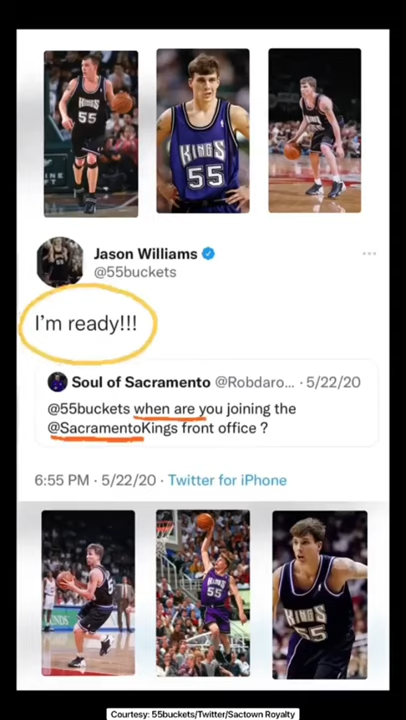 KINGS
55
KINGS
55
Jason Williams
@55buckets
I'm ready!!!
Soul of Sacramento @Robdaro... · 5/22/20
@55buckets when are you joining the
@SacramentoKings front office ?
6:55 PM · 5/22/20 · Twitter for iPhone
KINGS
55
KINGS
55
Courtesy: 55buckets/Twitter/Sactown Royalty